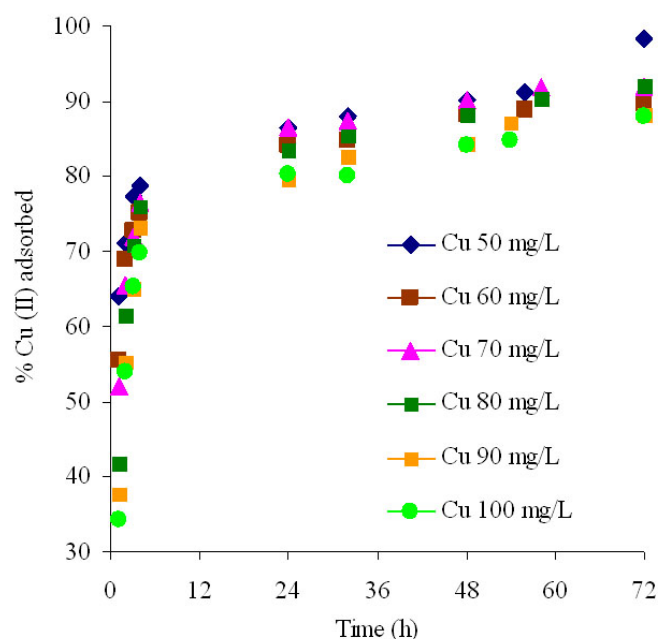 100
90
80
70
60
50
40
30
% Cu (II) adsorbed
Cu 50 mg/L
Cu 60 mg/L
Cu 70 mg/L
Cu 80 mg/L
Cu 90 mg/L
Cu 100 mg/L
0 12 24 36 48 60 72
Time (h)